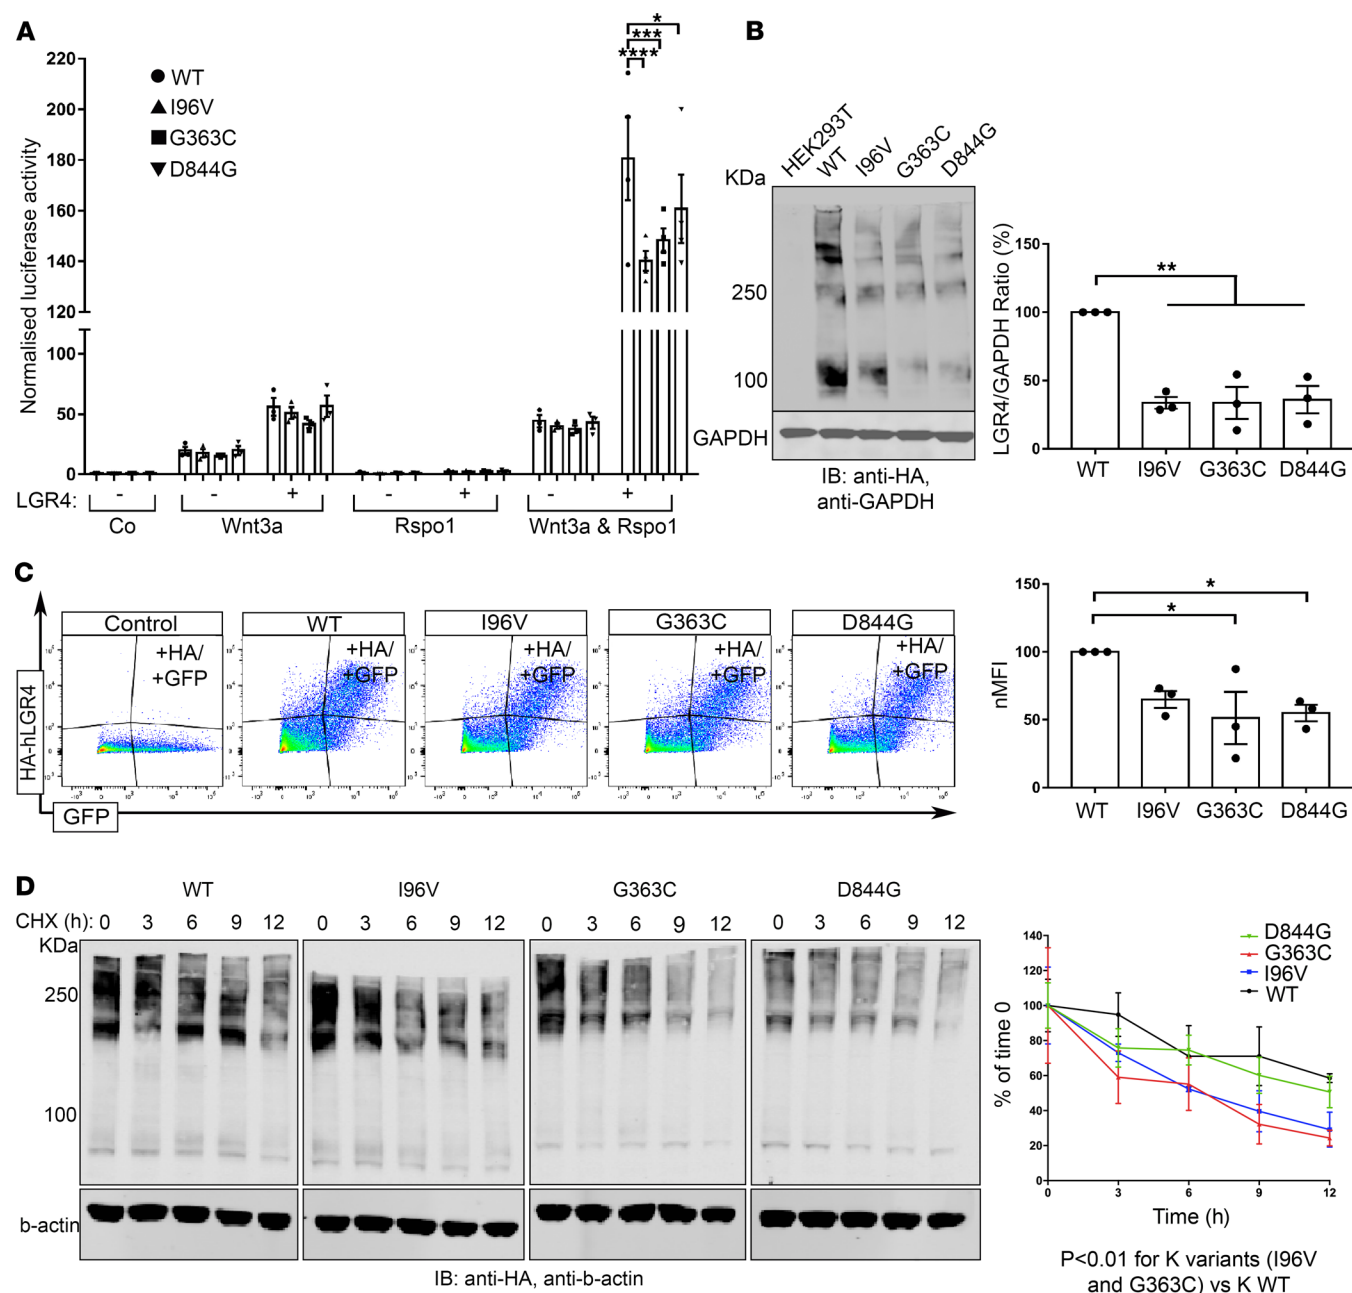 A
Normalised luciferase activity
220
200
180
160
140
120
100
50
0
WT
I96V
G363C
D844G
*
***
****
LGR4:
- - + - + - +
Co Wnt3a Rspo1 Wnt3a & Rspo1
B
HEK293T WT I96V G363C D844G
KDa
250
100
GAPDH
IB: anti-HA,
anti-GAPDH
LGR4/GAPDH Ratio (%)
150
100
50
0
**
WT I96V G363C D844G
C
HA-hLGR4
GFP
Control WT I96V G363C D844G
+HA/ +HA/ +HA/ +HA/ +HA/
+GFP +GFP +GFP +GFP +GFP
nMFI
150
100
50
0
*
*
WT I96V G363C D844G
D
WT I96V G363C D844G
CHX (h): 0 3 6 9 12 0 3 6 9 12 0 3 6 9 12 0 3 6 9 12
KDa
250
100
b-actin
IB: anti-HA, anti-b-actin
% of time 0
140
120
100
80
60
40
20
0
D844G
G363C
I96V
WT
0 3 6 9 12
Time (h)
P<0.01 for K variants (I96V
and G363C) vs K WT